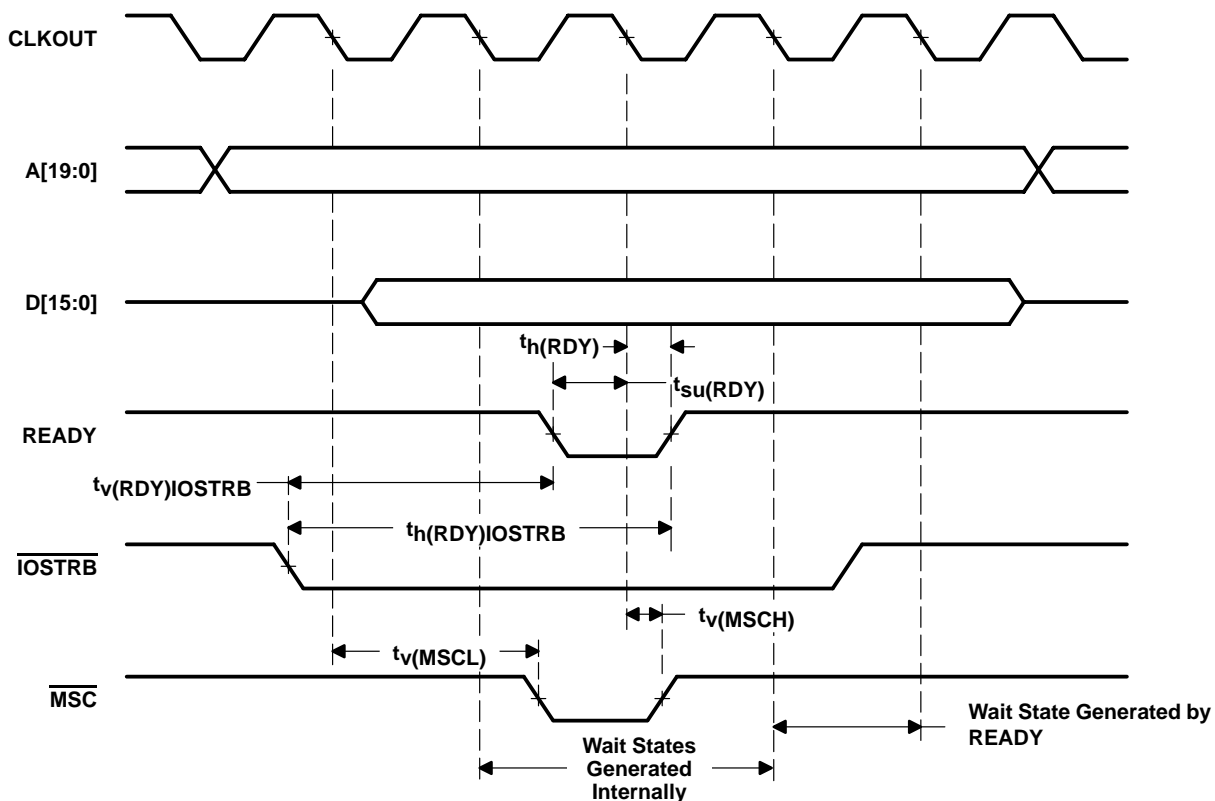 CLKOUT
A[19:0]
D[15:0]
th(RDY)
tsu(RDY)
READY
tv(RDY)IOSTRB
th(RDY)IOSTRB
IOSTRB
tv(MSCH)
tv(MSCL)
MSC
Wait State Generated by
READY
Wait States
Generated
Internally